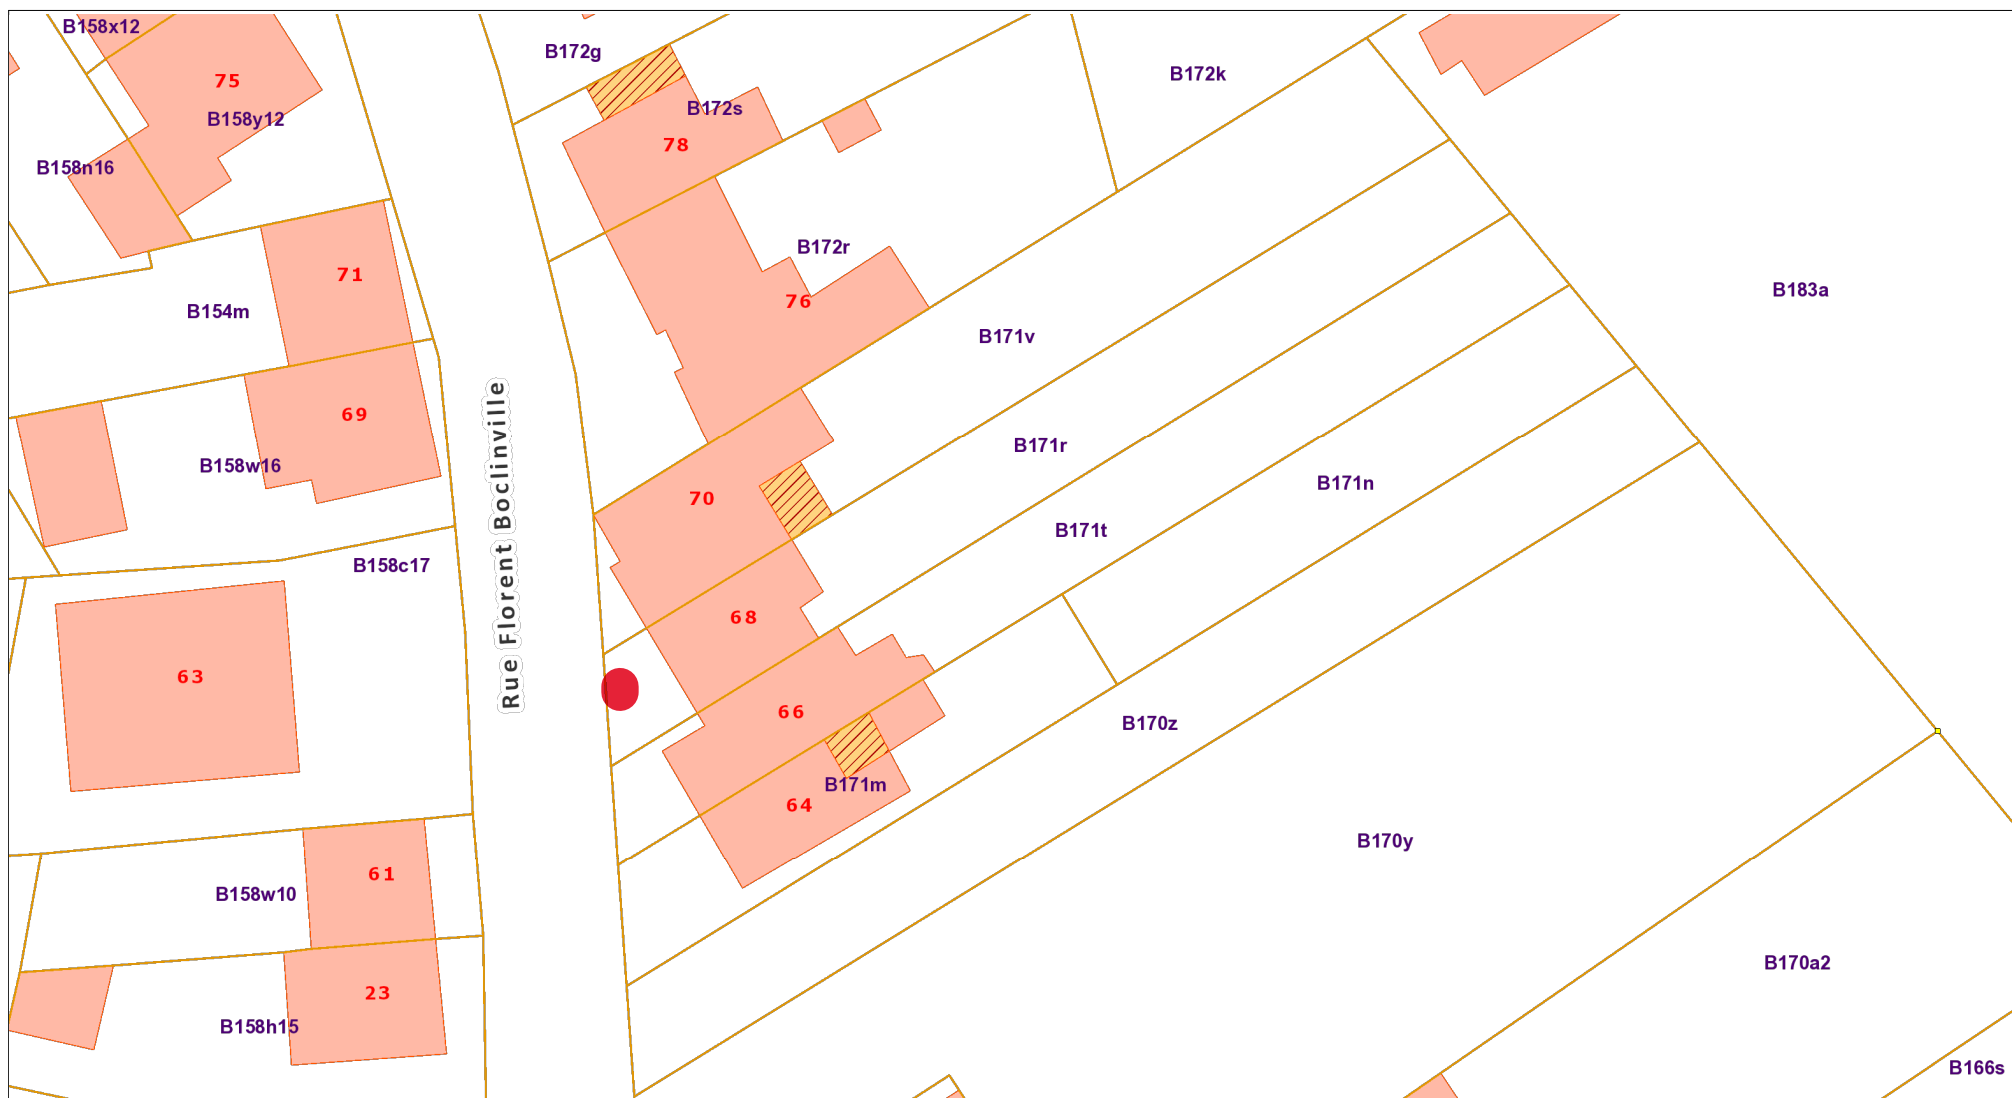 B158x12
B172g
B172k
75
B172s
B158y12
78
B158n16
B172r
71
B183a
76
B154m
B171v
69
B171r
B158w16
B171n
70
B171t
Rue Florent Boclinville
B158c17
68
63
66
B170z
B171m
64
B170y
61
B158w10
B170a2
23
B158h15
B166s